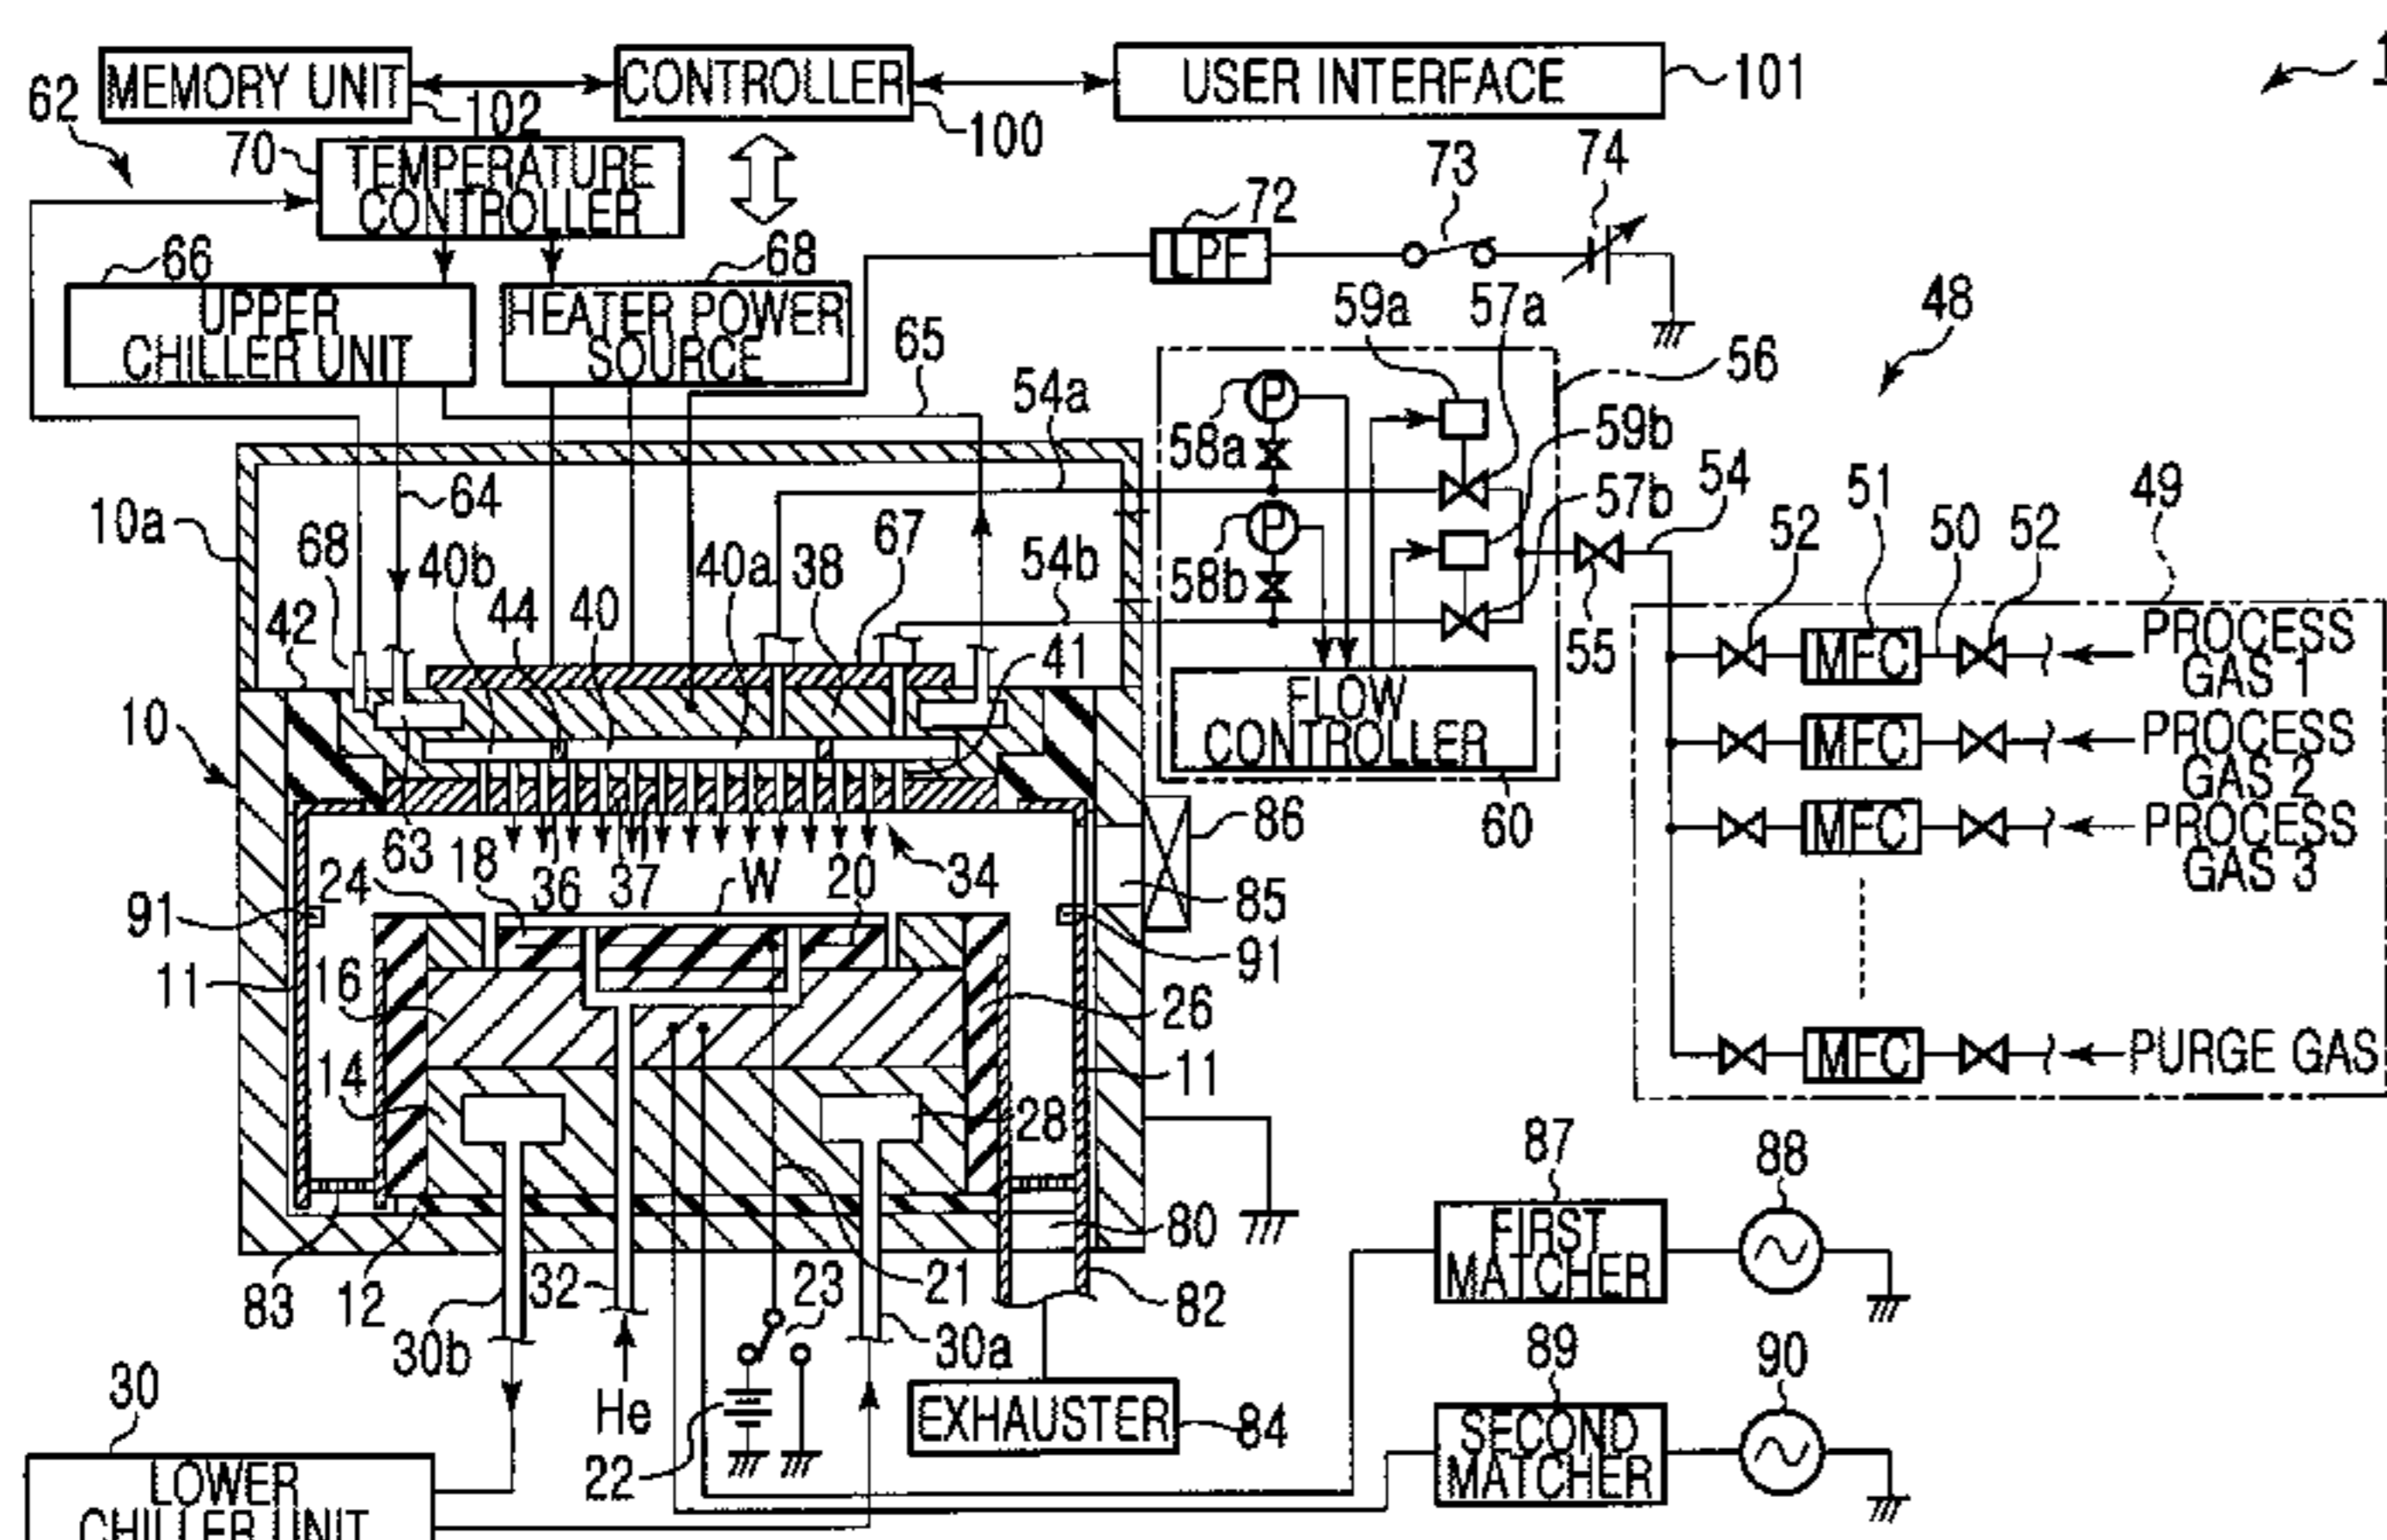 1
MEMORY UNIT
CONTROLLER
USER INTERFACE
101
62
102
100
70
TEMPERATURE
CONTROLLER
72
73
74
LPF
66
68
UPPER
CHILLER UNIT
HEATER POWER
SOURCE
65
54a
59a
57a
48
56
58a
P
59b
64
10a
68
40b
67
40a
38
54b
58b
P
57b
54
51
49
52
50
52
42
44
40
41
55
MFC
PROCESS
GAS 1
FLOW
CONTROLLER
10
MFC
PROCESS
GAS 2
MFC
PROCESS
GAS 3
60
86
63
18
36
37
W
20
34
24
85
91
91
11
16
26
14
11
MFC
PURGE GAS
28
87
88
80
FIRST
MATCHER
83
12
30b
32
21
23
30a
82
89
90
30
He
22
EXHAUSTER
84
SECOND
MATCHER
LOWER
CHILLER UNIT